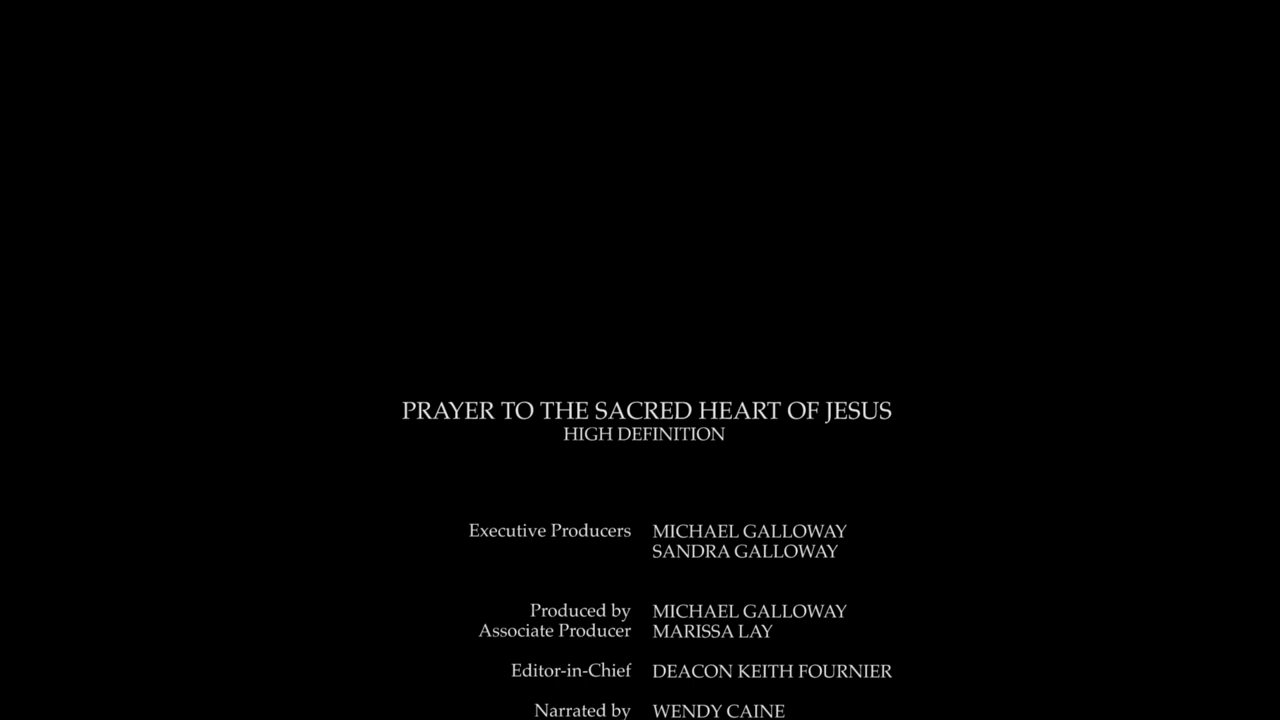 PRAYER TO THE SACRED HEART OF JESUS
HIGH DEFINITION
Executive Producers MICHAEL GALLOWAY
SANDRA GALLOWAY
Produced by MICHAEL GALLOWAY
Associate Producer MARISSA LAY
Editor-in-Chief DEACON KEITH FOURNIER
Narrated by WENDY CAINE